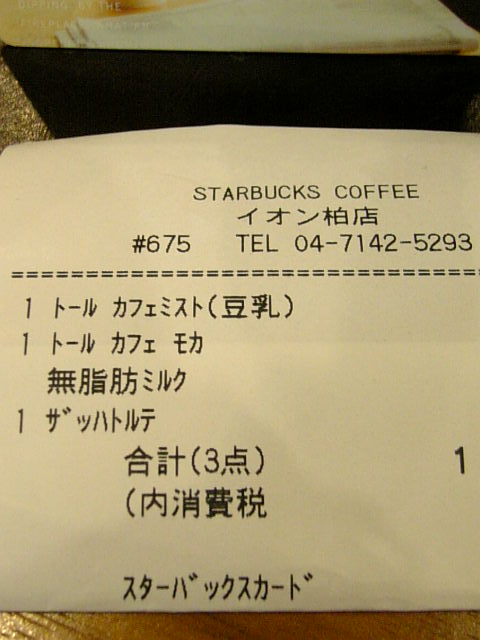 DIPPING BY THE
STARBUCKS COFFEE
イオン柏店
#675 TEL 04-7142-5293
================================
1 ﾄｰﾙ ｶﾌｪﾐｽﾄ(豆乳)
1 ﾄｰﾙ ｶﾌｪ ﾓｶ
無脂肪ﾐﾙｸ
1 ｻﾞｯﾊﾄﾙﾃ
合計(3点) 1
(内消費税
ｽﾀｰﾊﾞｯｸｽｶｰﾄﾞ